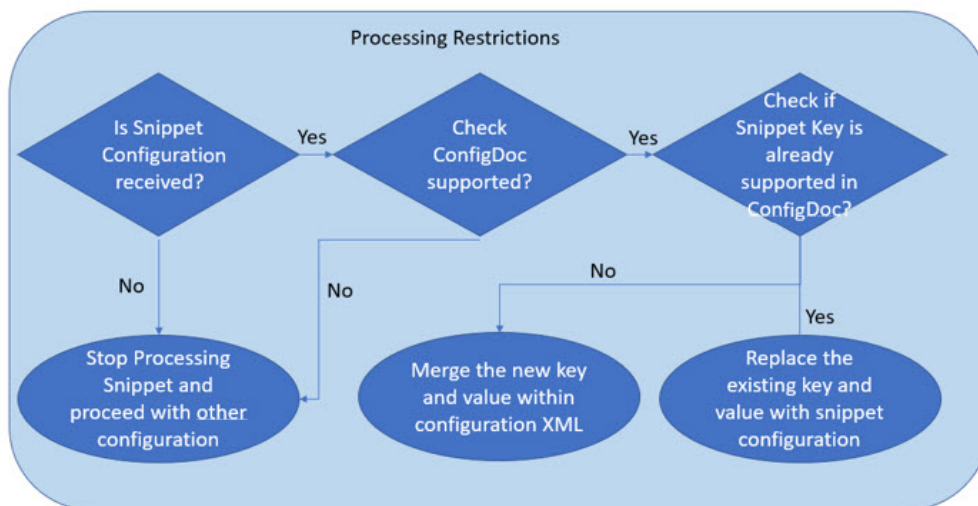 Processing Restrictions
Is Snippet
Configuration
received?
Yes
Check
ConfigDoc
supported?
Yes
Check if
Snippet Key is
already
supported in
ConfigDoc?
No
No
No
Yes
Stop Processing
Snippet and
proceed with other
configuration
Merge the new key
and value within
configuration XML
Replace the
existing key and
value with snippet
configuration